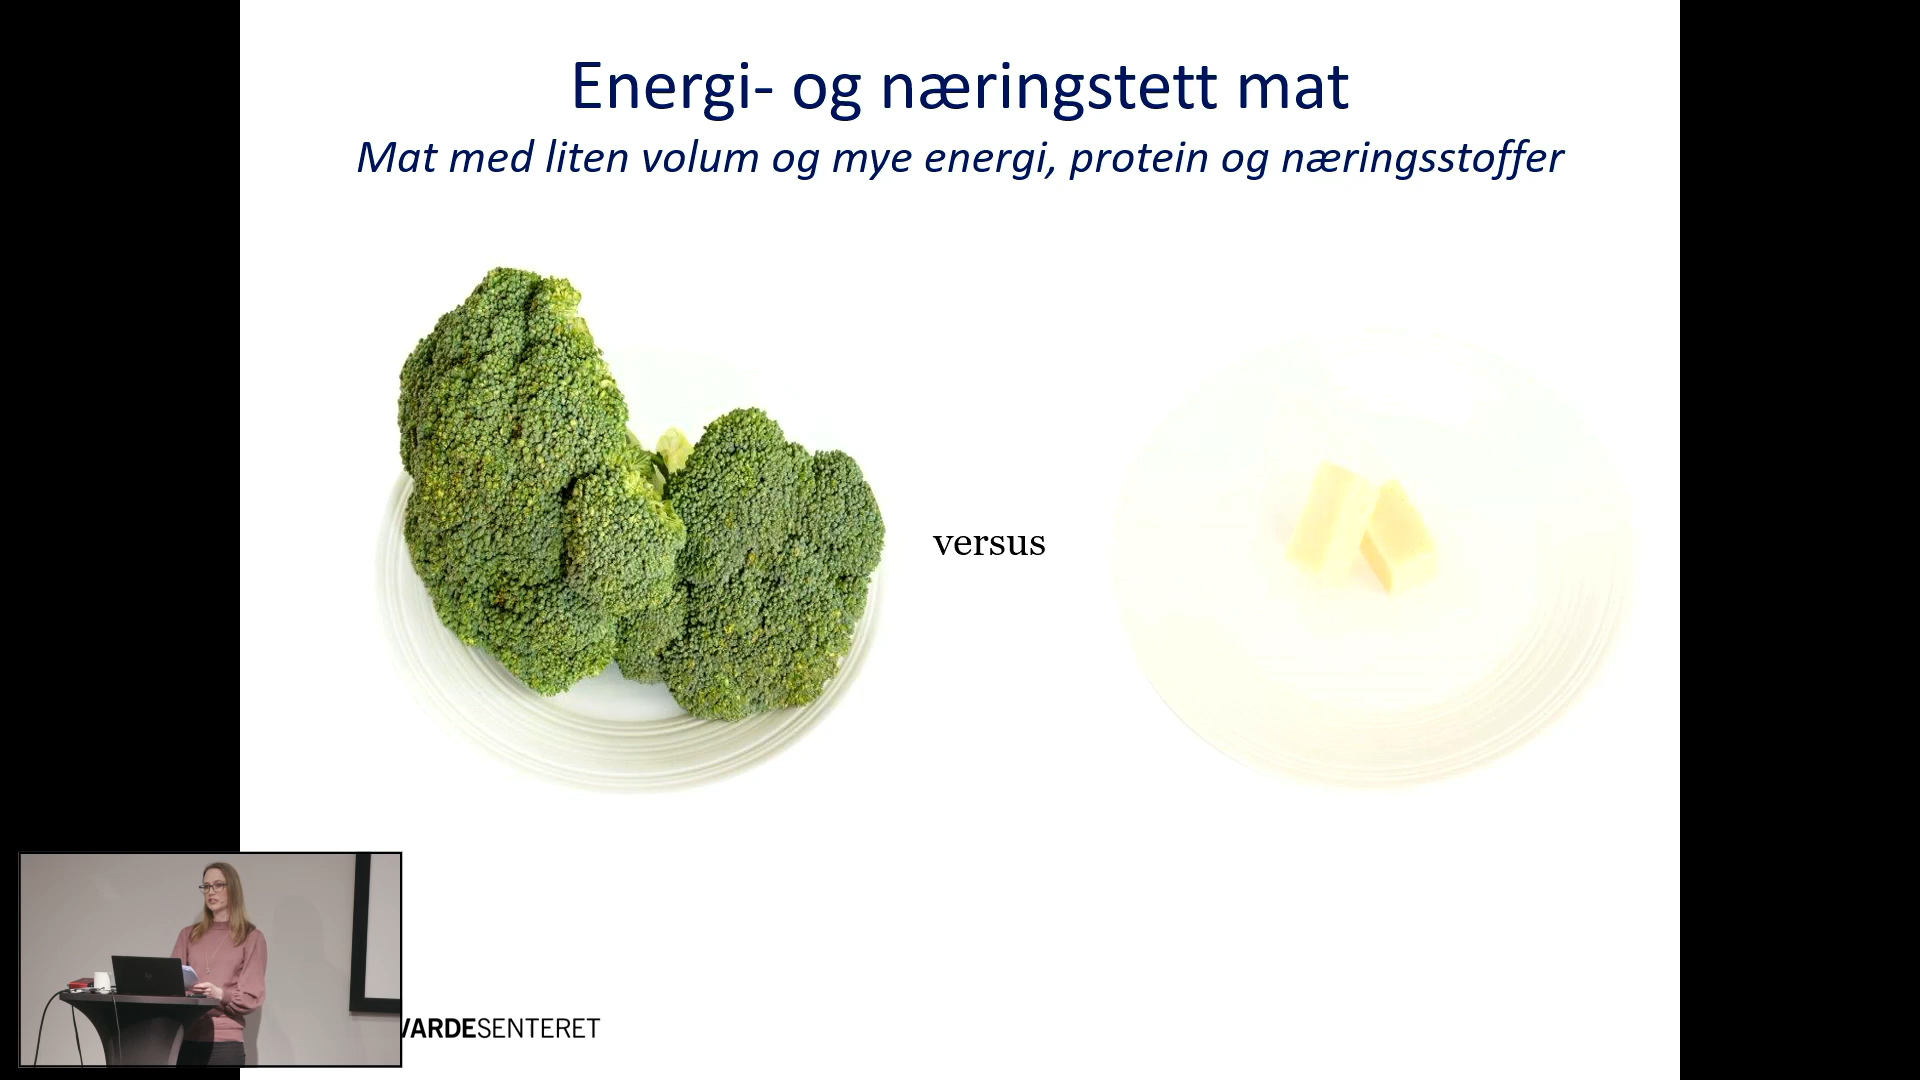 Energi- og næringstett mat
Mat med liten volum og mye energi, protein og næringsstoffer
versus
VARDESENTERET